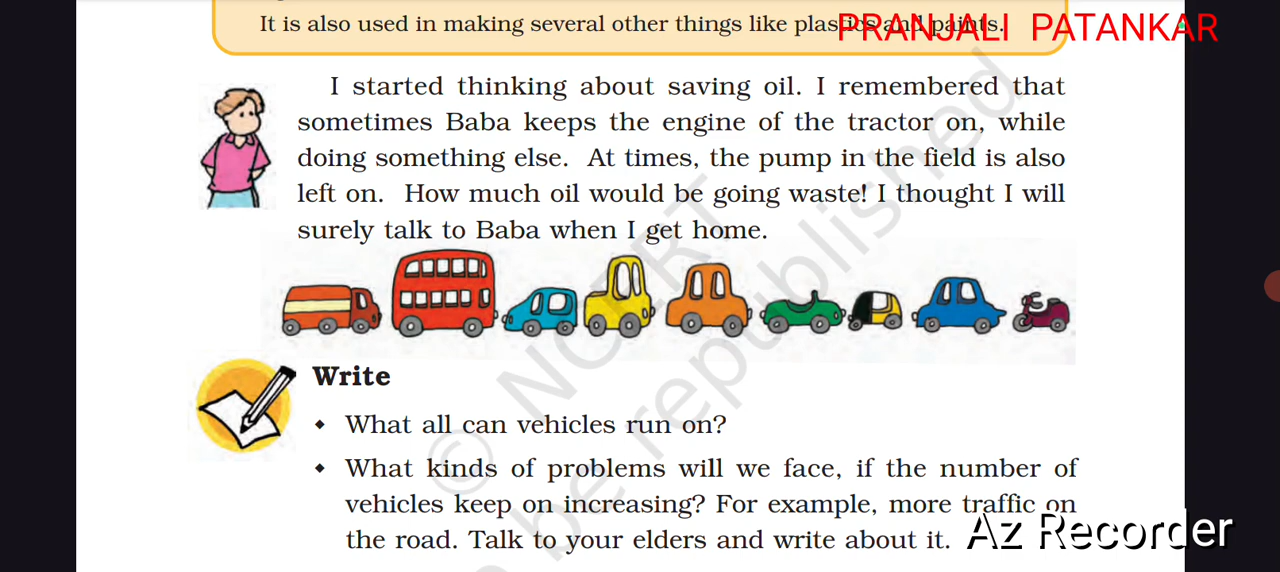 It is also used in making several other things like plastics and paints.
PRANJALI PATANKAR
I started thinking about saving oil. I remembered that
sometimes Baba keeps the engine of the tractor on, while
doing something else. At times, the pump in the field is also
left on. How much oil would be going waste! I thought I will
surely talk to Baba when I get home.
Write
◆ What all can vehicles run on?
◆ What kinds of problems will we face, if the number of
vehicles keep on increasing? For example, more traffic on
the road. Talk to your elders and write about it.
Az Recorder
© NCERT
be republished